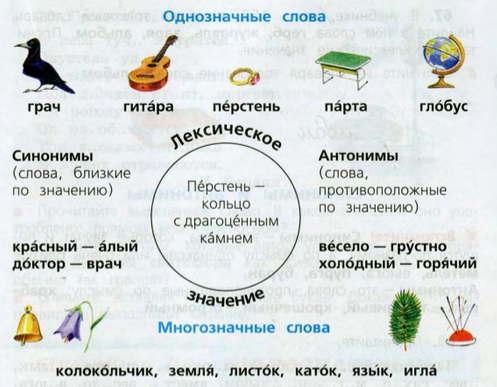 Однозначные слова
грач гита́ра пе́рстень па́рта гло́бус
Лексическое
Синонимы
(слова, близкие
по значению)
кра́сный — а́лый
до́ктор — врач
Пе́рстень —
кольцо
с драгоце́нным
ка́мнем
Антонимы
(слова,
противоположные
по значению)
ве́село — гру́стно
холо́дный — горя́чий
значение
Многозначные слова
колоко́льчик, земля́, листо́к, като́к, язы́к, игла́